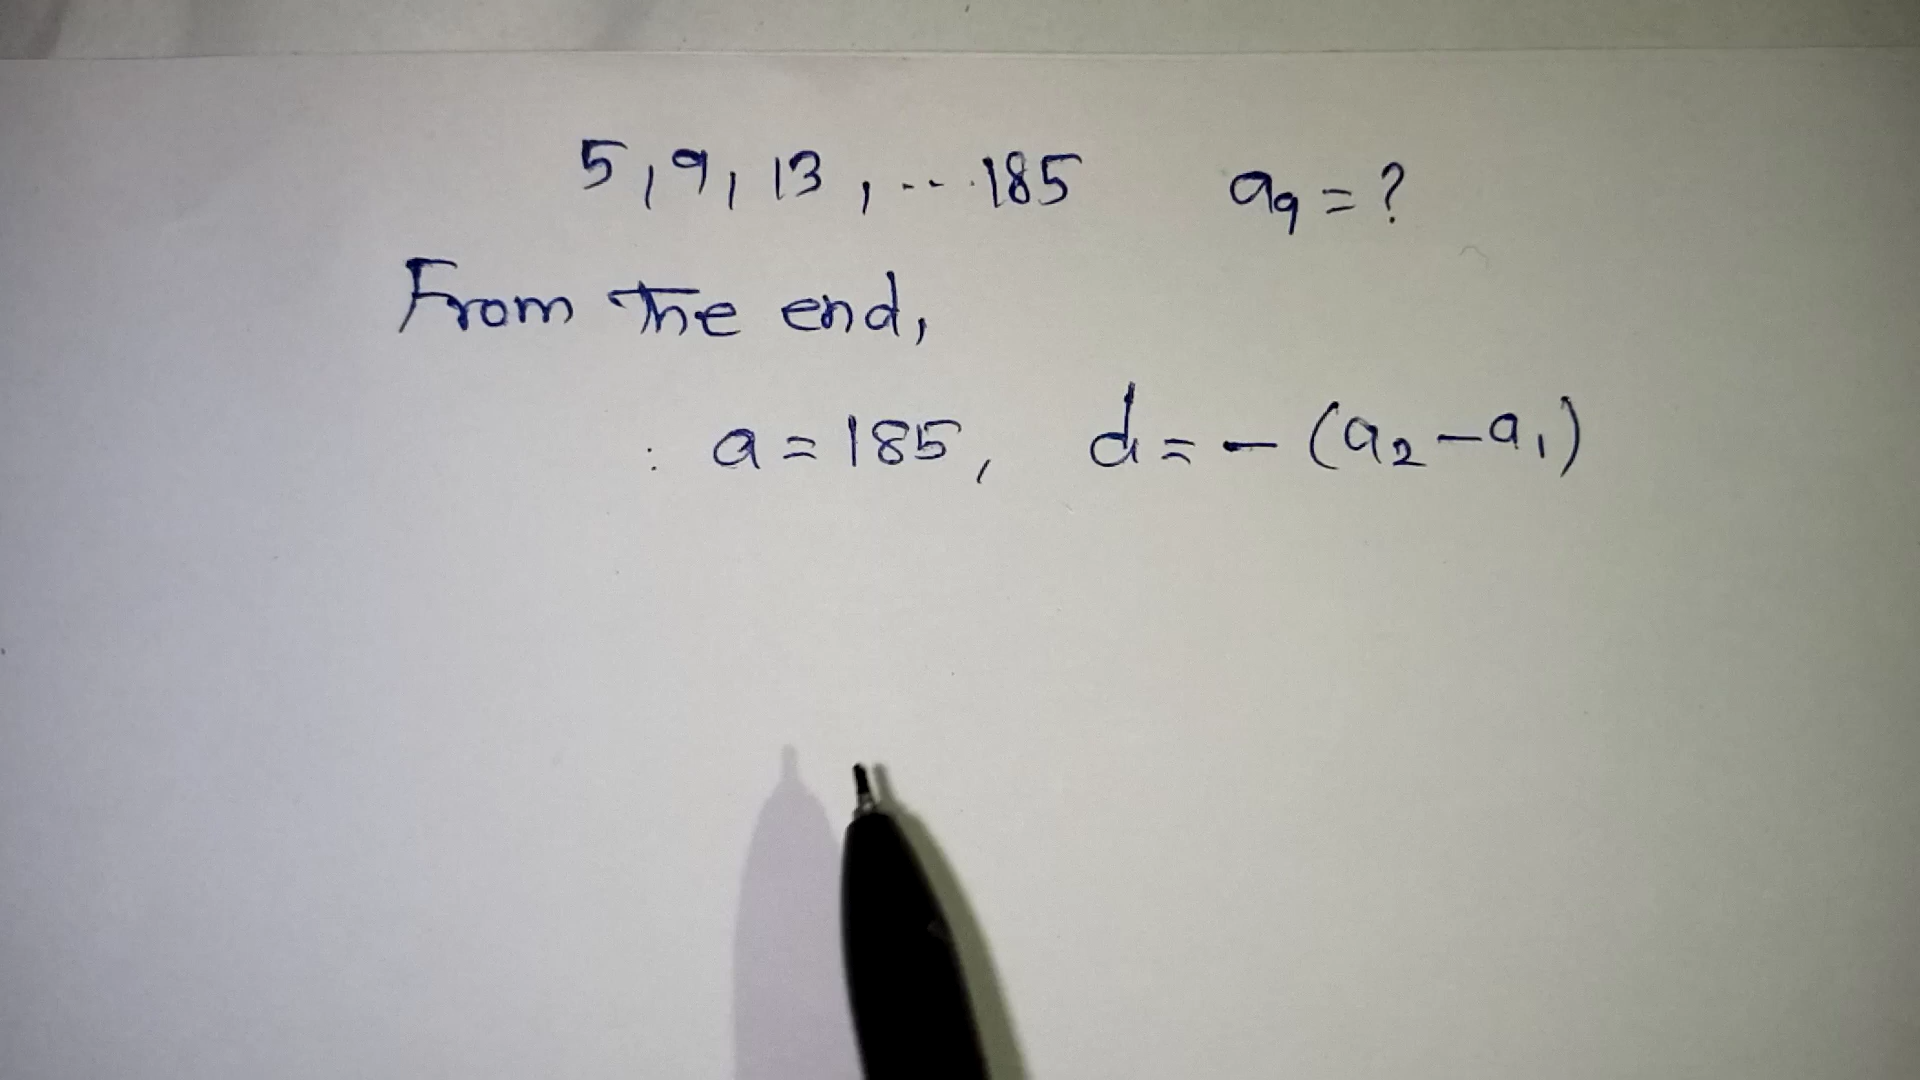 5, 9, 13, ... 185 a₉ = ?
From the end,
: a = 185, d = - (a₂ - a₁)